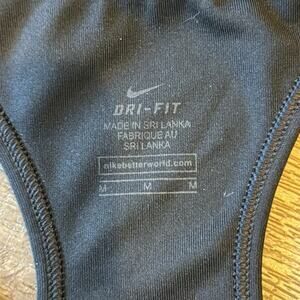 DRI-FIT
MADE IN SRI LANKA
FABRIQUE AU
SRI LANKA
nikebetterworld.com
M M M